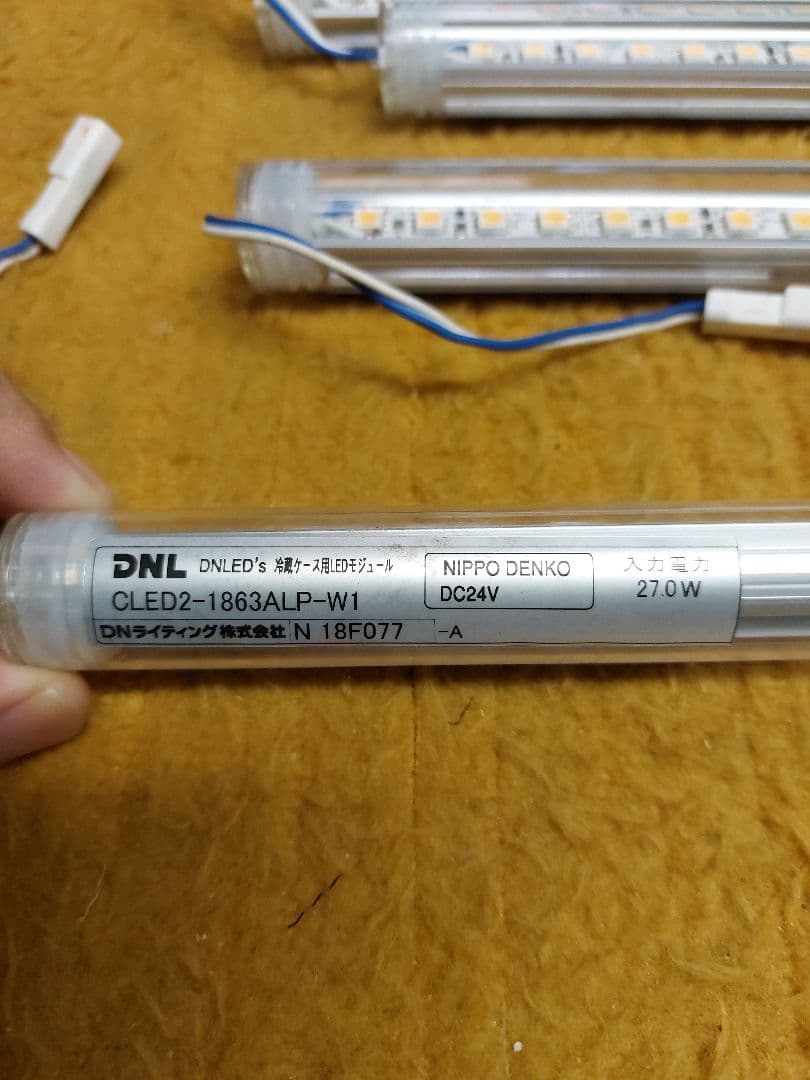 DNL DNLED's 冷蔵ケース用LEDモジュール
CLED2-1863ALP-W1
DNライティング株式会社 N 18F077 -A
NIPPO DENKO
DC24V
入力電力
27.0W